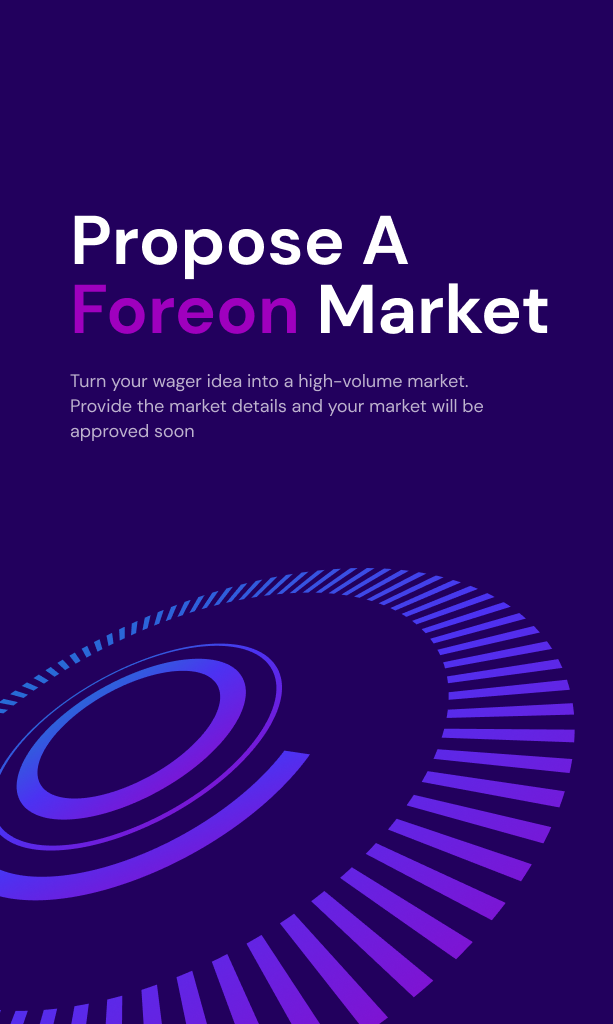 Propose A
Foreon Market
Turn your wager idea into a high-volume market.
Provide the market details and your market will be
approved soon